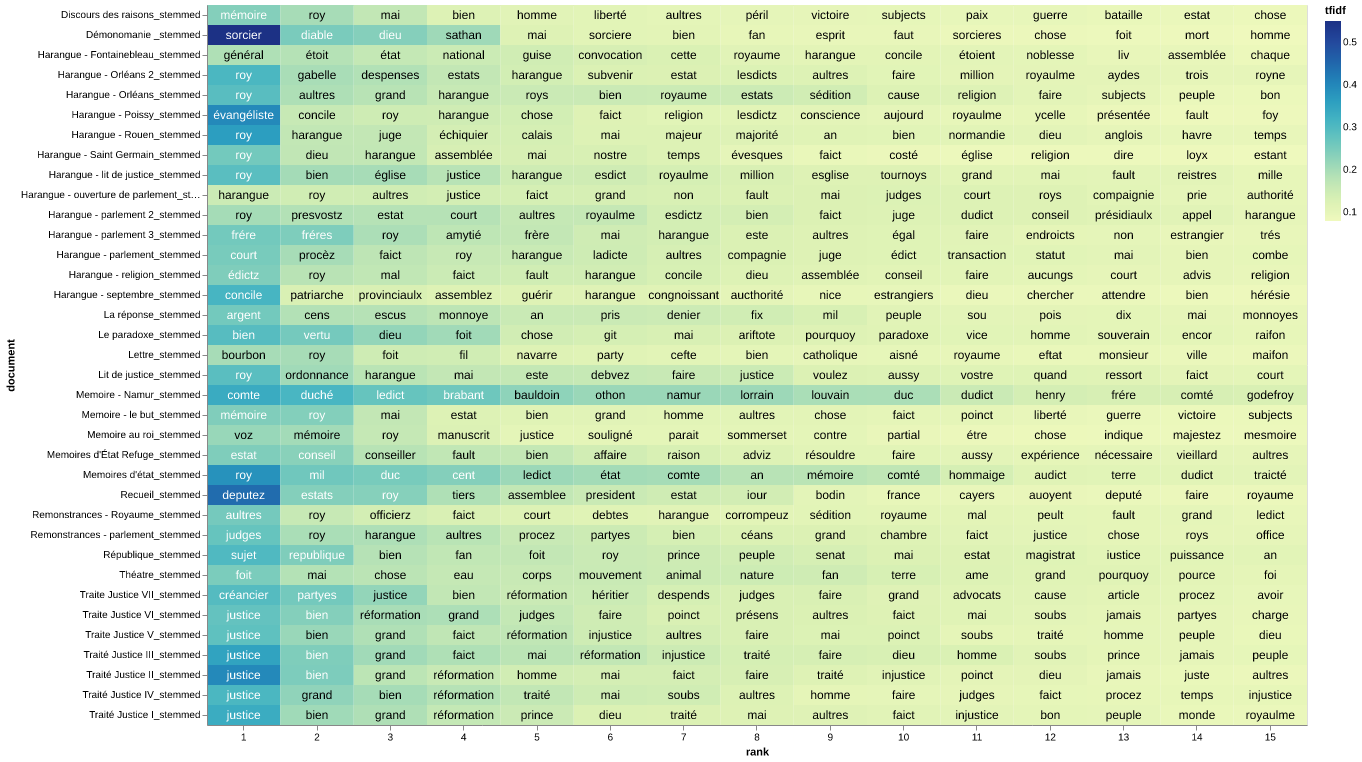 tfidf
Discours des raisons_stemmed mémoire roy mai bien homme liberté aultres péril victoire subjects paix guerre bataille estat chose
Démonomanie _stemmed sorcier diable dieu sathan mai sorciere bien fan esprit faut sorcieres chose foit mort homme
0.5
Harangue - Fontainebleau_stemmed général étoit état national guise convocation cette royaume harangue concile étoient noblesse liv assemblée chaque
Harangue - Orléans 2_stemmed roy gabelle despenses estats harangue subvenir estat lesdicts aultres faire million royaulme aydes trois royne
0.4
Harangue - Orléans_stemmed roy aultres grand harangue roys bien royaume estats sédition cause religion faire subjects peuple bon
Harangue - Poissy_stemmed évangéliste concile roy harangue chose faict religion lesdictz conscience aujourd royaulme ycelle présentée fault foy
Harangue - Rouen_stemmed roy harangue juge échiquier calais mai majeur majorité an bien normandie dieu anglois havre temps
0.3
Harangue - Saint Germain_stemmed roy dieu harangue assemblée mai nostre temps évesques faict costé église religion dire loyx estant
Harangue - lit de justice_stemmed roy bien église justice harangue esdict royaulme million esglise tournoys grand mai fault reistres mille
0.2
Harangue - ouverture de parlement_st... harangue roy aultres justice faict grand non fault mai judges court roys compaignie prie authorité
Harangue - parlement 2_stemmed roy presvostz estat court aultres royaulme esdictz bien faict juge dudict conseil présidiaulx appel harangue
0.1
Harangue - parlement 3_stemmed frére fréres roy amytié frère mai harangue este aultres égal faire endroicts non estrangier trés
Harangue - parlement_stemmed court procèz faict roy harangue ladicte aultres compagnie juge édict transaction statut mai bien combe
Harangue - religion_stemmed édictz roy mal faict fault harangue concile dieu assemblée conseil faire aucungs court advis religion
Harangue - septembre_stemmed concile patriarche provinciaulx assemblez guérir harangue congnoissant aucthorité nice estrangiers dieu chercher attendre bien hérésie
La réponse_stemmed argent cens escus monnoye an pris denier fix mil peuple sou pois dix mai monnoyes
Le paradoxe_stemmed bien vertu dieu foit chose git mai ariftote pourquoy paradoxe vice homme souverain encor raifon
Lettre_stemmed bourbon roy foit fil navarre party cefte bien catholique aisné royaume eftat monsieur ville maifon
Lit de justice_stemmed roy ordonnance harangue mai este debvez faire justice voulez aussy vostre quand ressort faict court
Memoire - Namur_stemmed comte duché ledict brabant bauldoin othon namur lorrain louvain duc dudict henry frére comté godefroy
Memoire - le but_stemmed mémoire roy mai estat bien grand homme aultres chose faict poinct liberté guerre victoire subjects
Memoire au roi_stemmed voz mémoire roy manuscrit justice souligné parait sommerset contre partial étre chose indique majestez mesmoire
Memoires d'État Refuge_stemmed estat conseil conseiller fault bien affaire raison adviz résouldre faire aussy expérience nécessaire vieillard aultres
Memoires d'état_stemmed roy mil duc cent ledict état comte an mémoire comté hommaige audict terre dudict traicté
Recueil_stemmed deputez estats roy tiers assemblee president estat iour bodin france cayers auoyent deputé faire royaume
Remonstrances - Royaume_stemmed aultres roy officierz faict court debtes harangue corrompeuz sédition royaume mal peult fault grand ledict
Remonstrances - parlement_stemmed judges roy harangue aultres procez partyes bien céans grand chambre faict justice chose roys office
République_stemmed sujet republique bien fan foit roy prince peuple senat mai estat magistrat iustice puissance an
Théatre_stemmed foit mai chose eau corps mouvement animal nature fan terre ame grand pourquoy pource foi
Traite Justice VII_stemmed créancier partyes justice bien réformation héritier despends judges faire grand advocats cause article procez avoir
Traite Justice VI_stemmed justice bien réformation grand judges faire poinct présens aultres faict mai soubs jamais partyes charge
Traite Justice V_stemmed justice bien grand faict réformation injustice aultres faire mai poinct soubs traité homme peuple dieu
Traité Justice III_stemmed justice bien grand faict mai réformation injustice traité faire dieu homme soubs prince jamais peuple
Traité Justice II_stemmed justice bien grand réformation homme mai faict faire traité injustice poinct dieu jamais juste aultres
Traité Justice IV_stemmed justice grand bien réformation traité mai soubs aultres homme faire judges faict procez temps injustice
Traité Justice I_stemmed justice bien grand réformation prince dieu traité mai aultres faict injustice bon peuple monde royaulme
document
1 2 3 4 5 6 7 8 9 10 11 12 13 14 15
rank